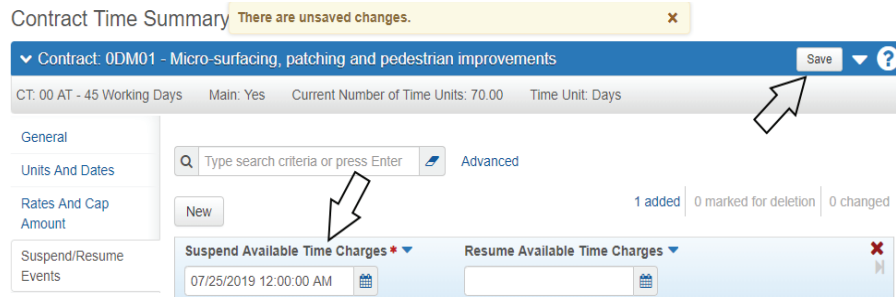 Contract Time Summary
There are unsaved changes.
Contract: 0DM01 - Micro-surfacing, patching and pedestrian improvements
Save
?
CT: 00 AT - 45 Working Days Main: Yes Current Number of Time Units: 70.00 Time Unit: Days
General
Units And Dates
Rates And Cap
Amount
Suspend/Resume
Events
Type search criteria or press Enter
Advanced
New
1 added 0 marked for deletion 0 changed
Suspend Available Time Charges *
Resume Available Time Charges
07/25/2019 12:00:00 AM